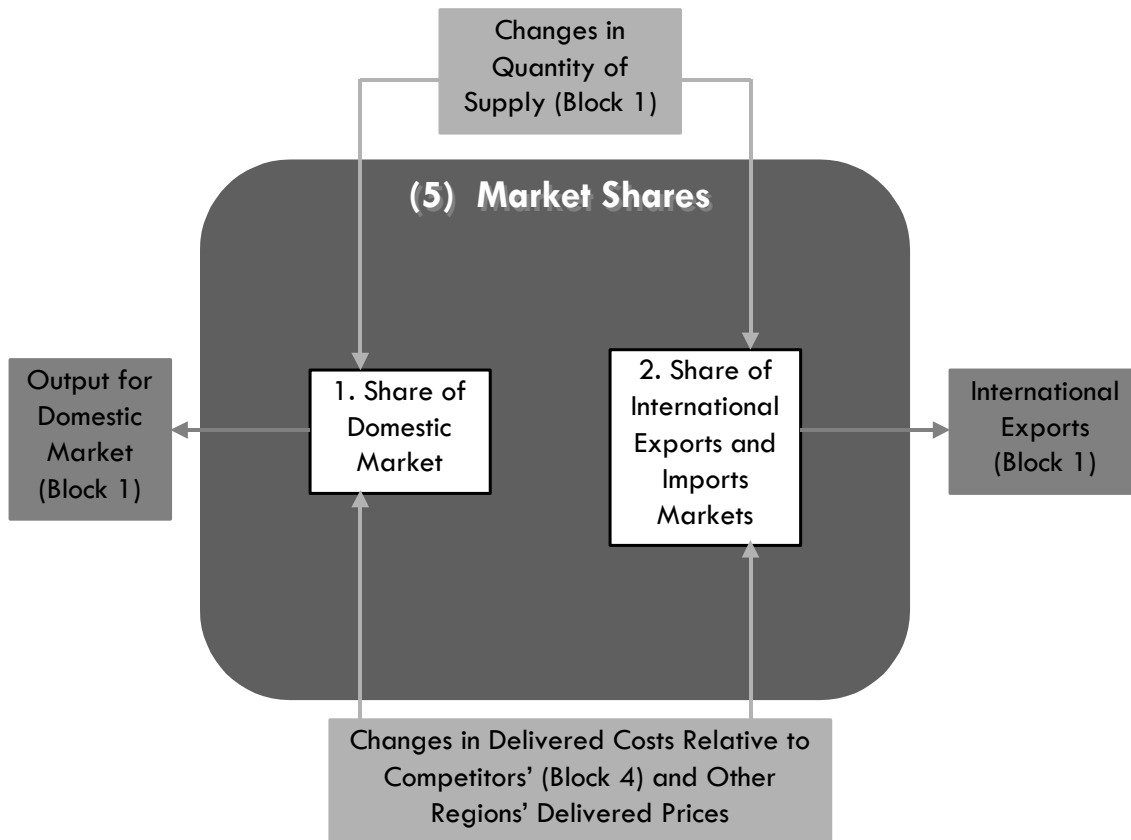 Changes in
Quantity of
Supply (Block 1)
(5) Market Shares
Output for
Domestic
Market
(Block 1)
1. Share of
Domestic
Market
2. Share of
International
Exports and
Imports
Markets
International
Exports
(Block 1)
Changes in Delivered Costs Relative to
Competitors’ (Block 4) and Other
Regions’ Delivered Prices